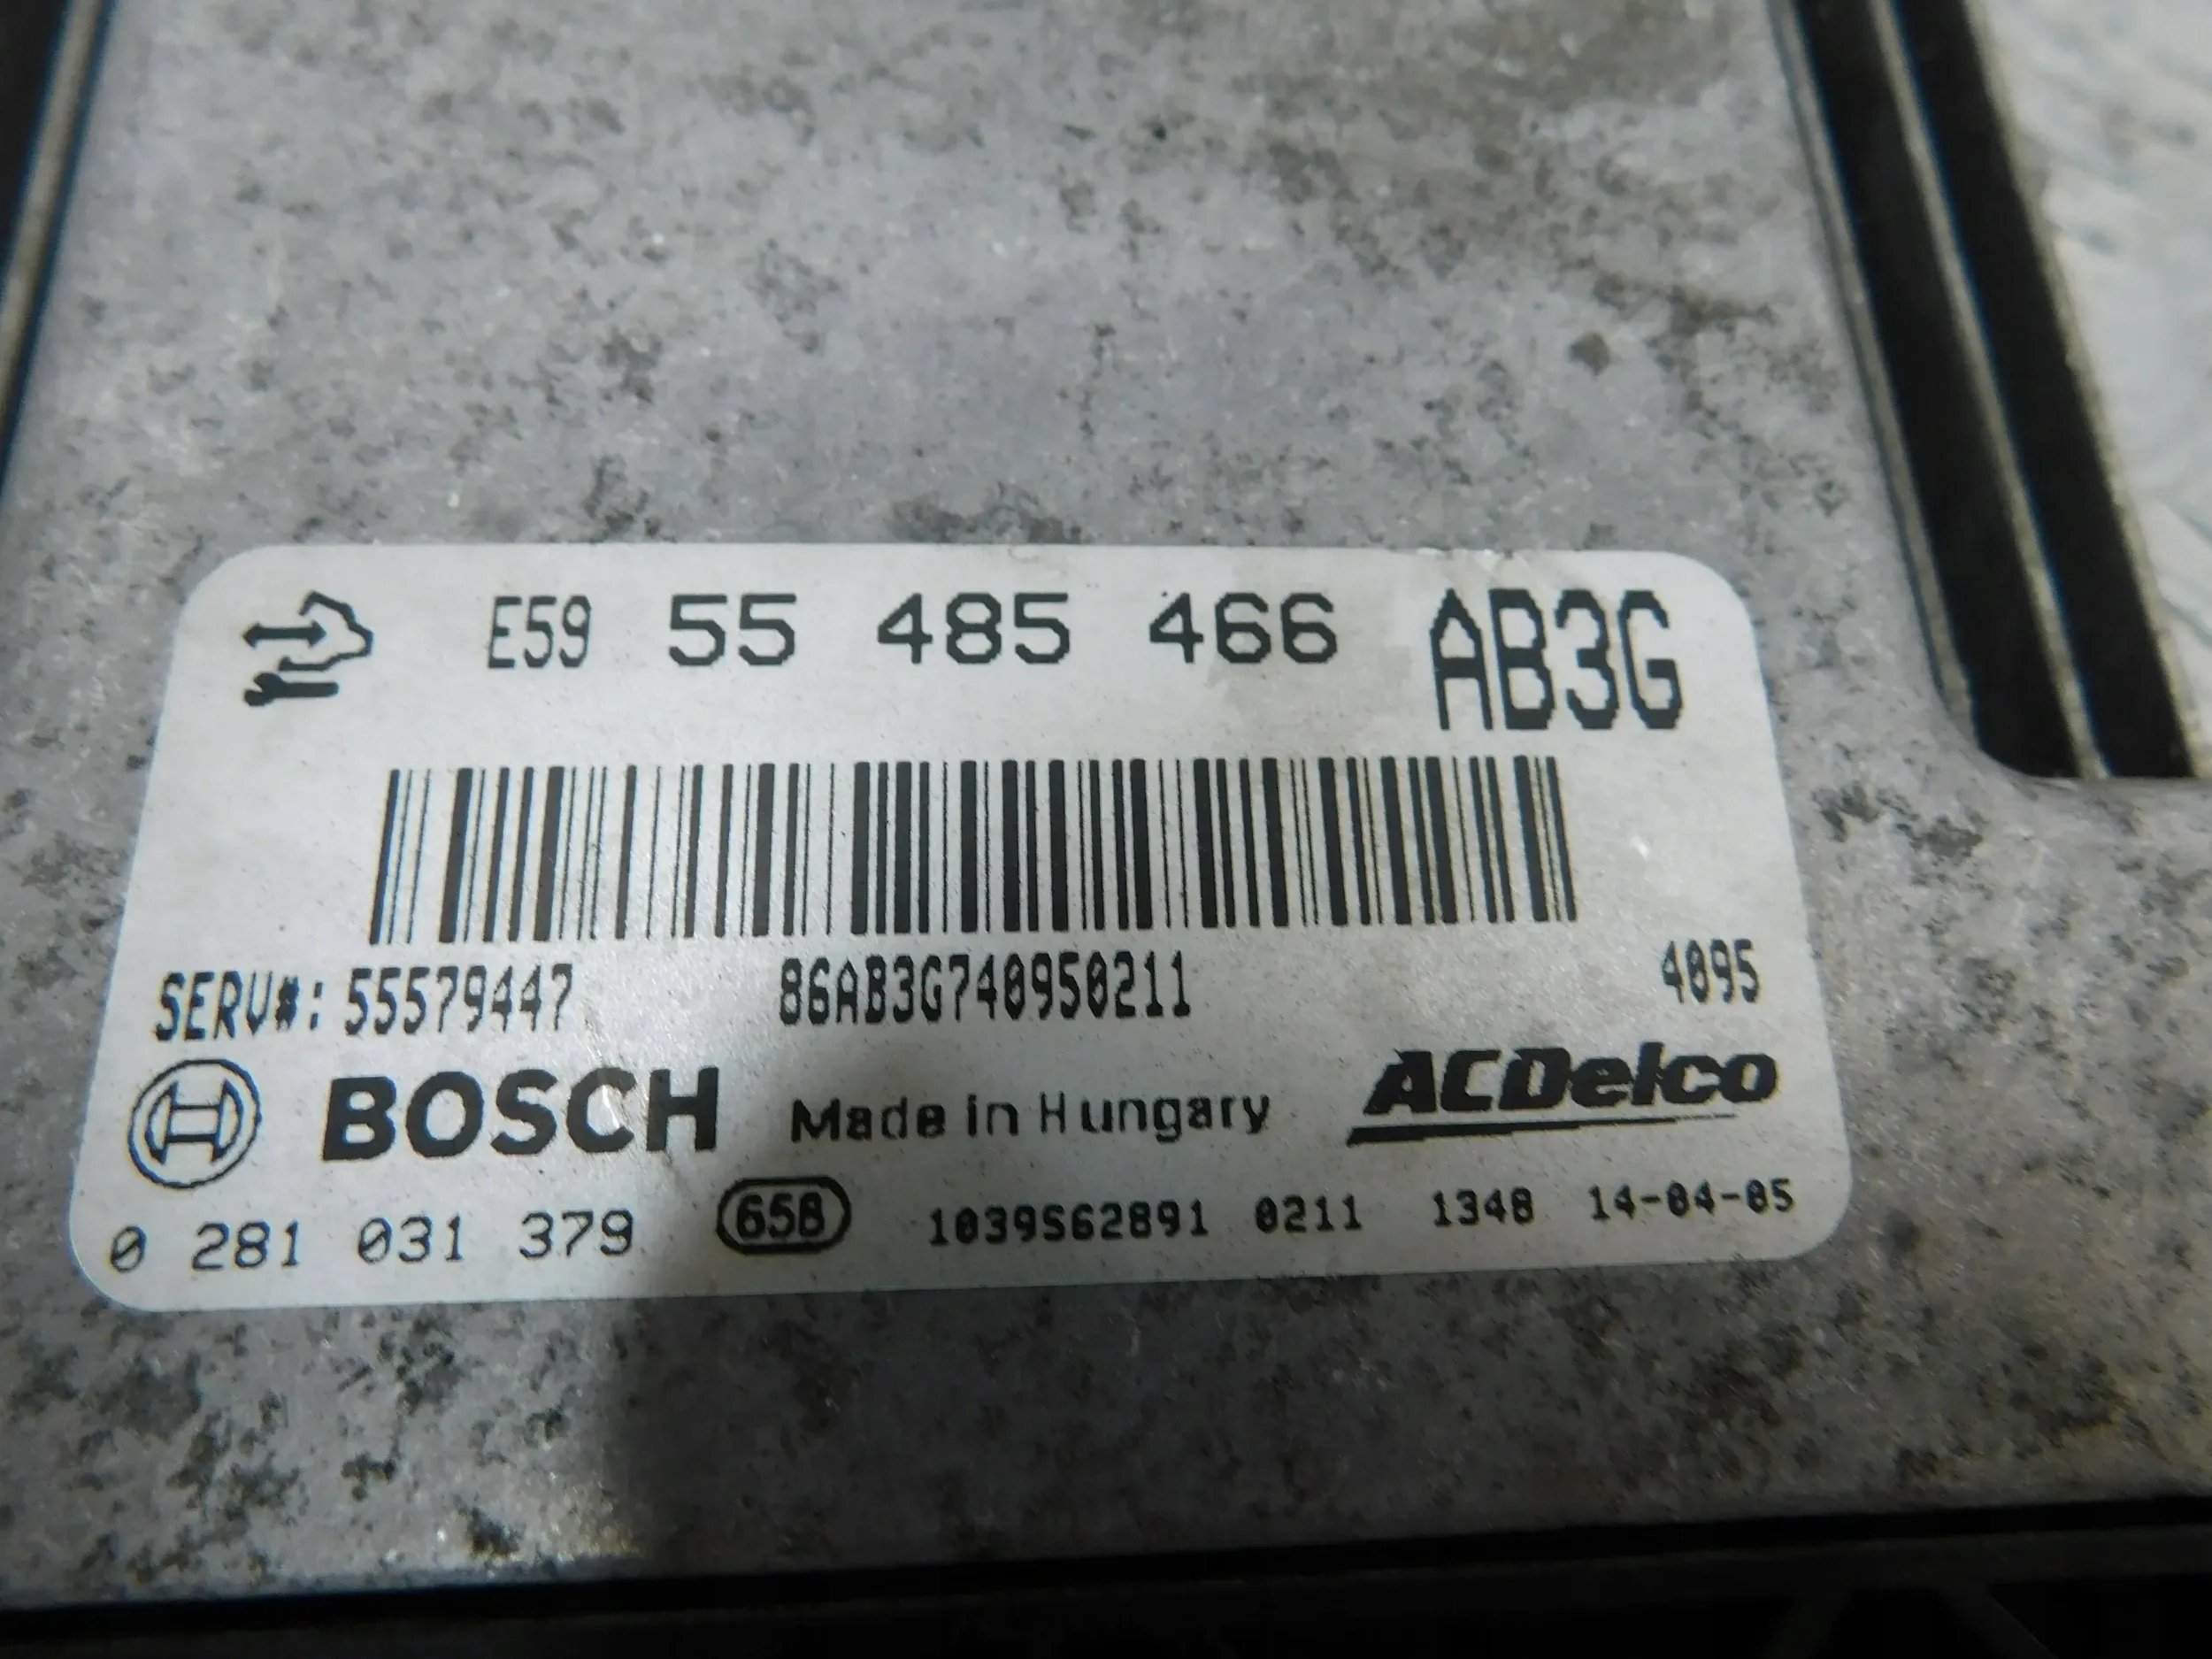 E59 55 485 466 AB3G
SERV#: 55579447 86AB3G740950211 4095
BOSCH Made in Hungary ACDelco
0 281 031 379 65B 1039S62891 0211 1348 14-04-05